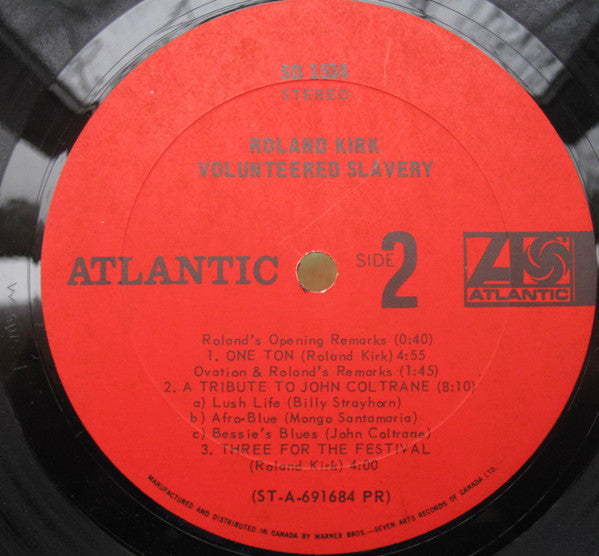 SD 1534
STEREO
ROLAND KIRK
VOLUNTEERED SLAVERY
ATLANTIC
SIDE 2
ATLANTIC
Roland's Opening Remarks (0:40)
1. ONE TON (Roland Kirk) 4:55
Ovation & Roland's Remarks (1:45)
2. A TRIBUTE TO JOHN COLTRANE (8:10)
a) Lush Life (Billy Strayhorn)
b) Afro-Blue (Mongo Santamaria)
c) Bessie's Blues (John Coltrane)
3. THREE FOR THE FESTIVAL
(Roland Kirk) 4:00
(ST-A-691684 PR)
MANUFACTURED AND DISTRIBUTED IN CANADA BY WARNER BROS.—SEVEN ARTS RECORDS OF CANADA LTD.